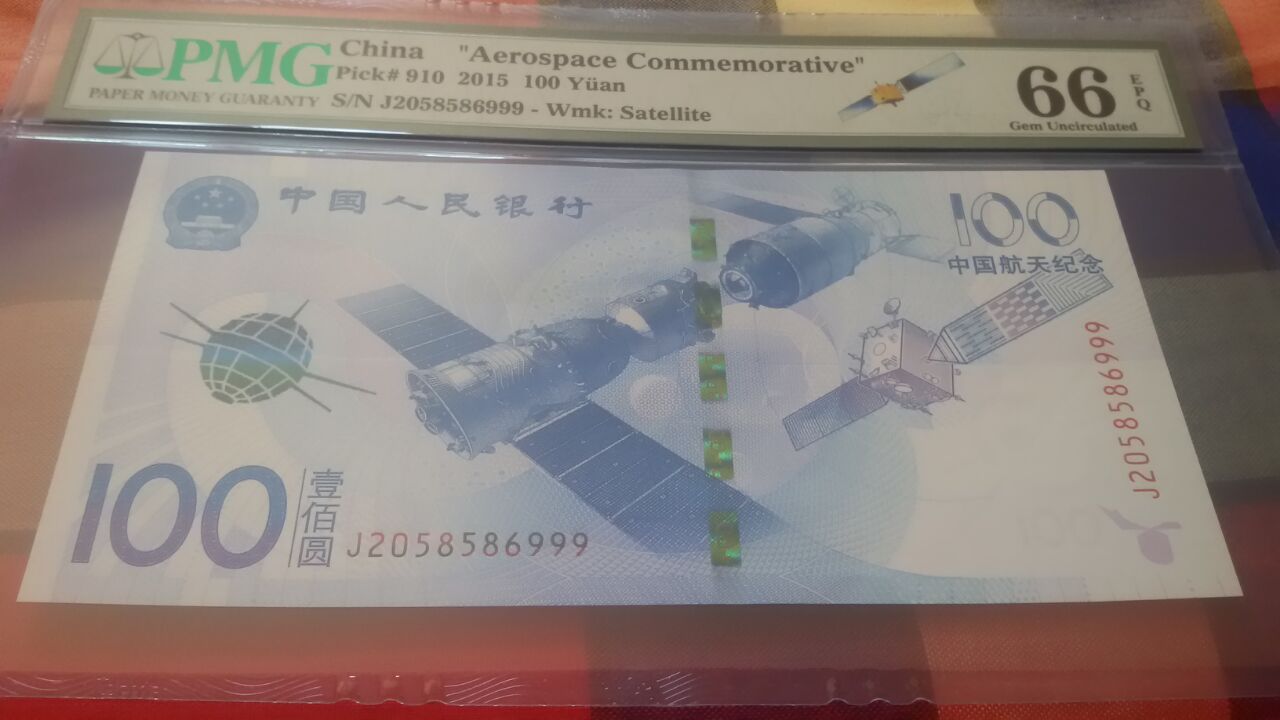 PMG
PAPER MONEY GUARANTY
China "Aerospace Commemorative"
Pick# 910 2015 100 Yüan
S/N J2058586999 - Wmk: Satellite
66
EPQ
Gem Uncirculated
中国人民银行
100
中国航天纪念
J2058586999
100
壹佰圆
J2058586999